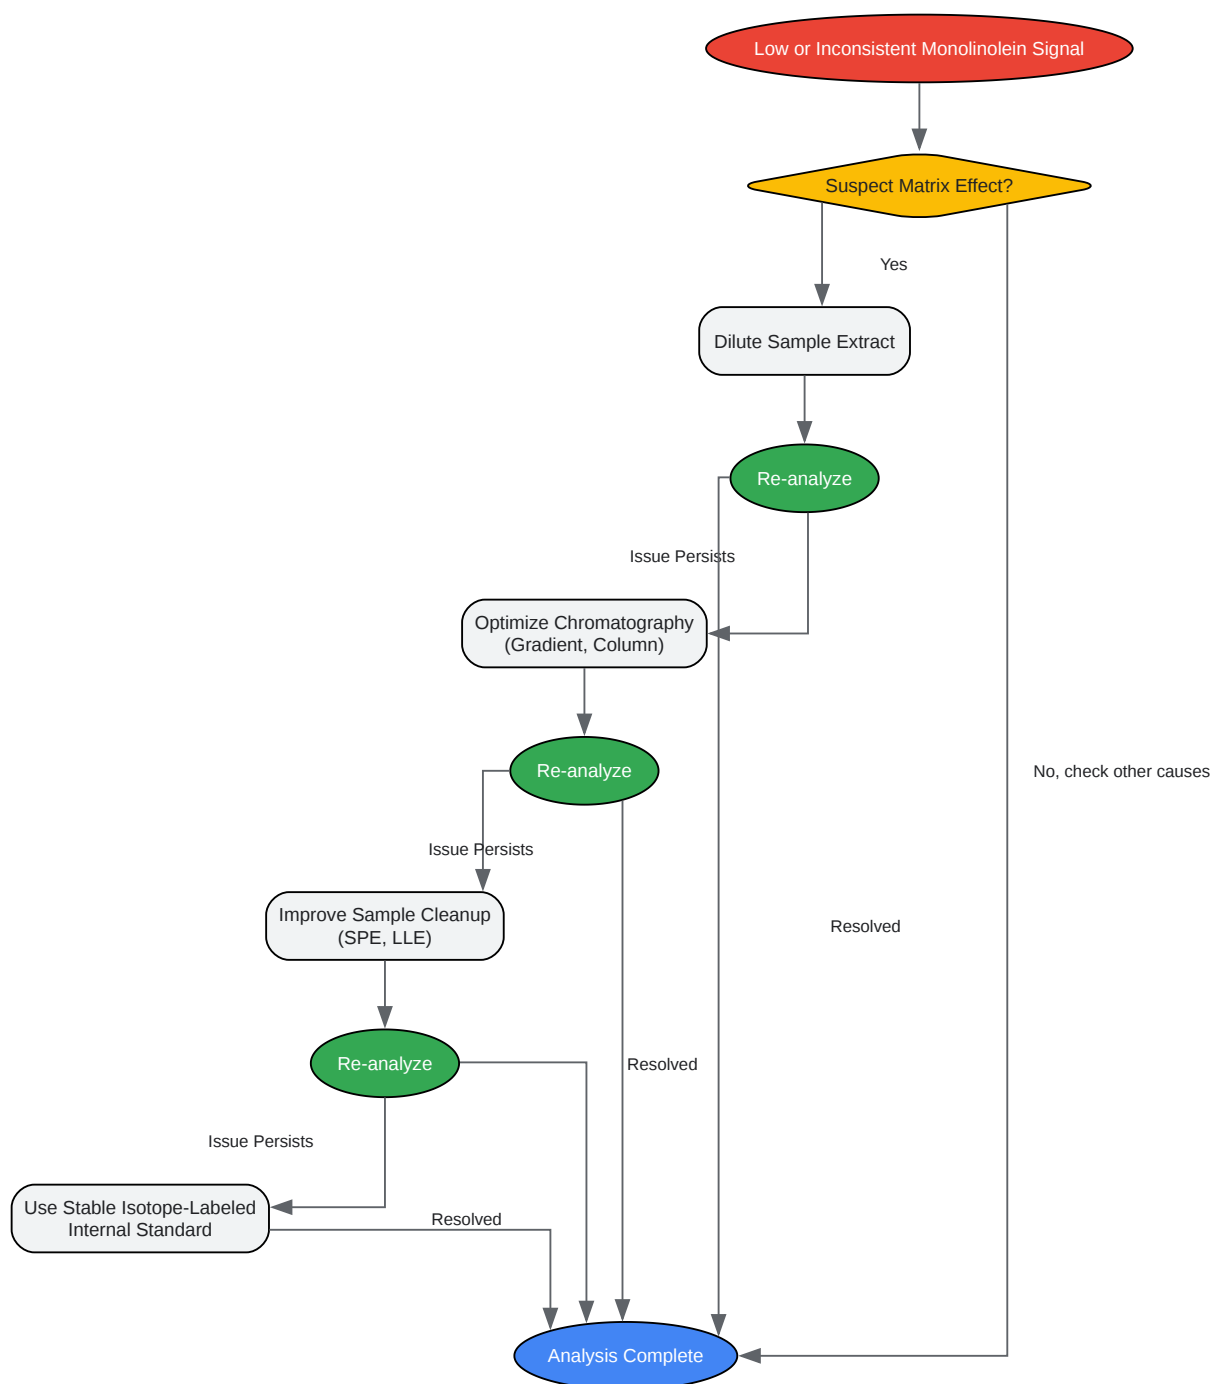 Low or Inconsistent Monolinolein Signal
Suspect Matrix Effect?
Yes
Dilute Sample Extract
Re-analyze
Issue Persists
Optimize Chromatography
(Gradient, Column)
Re-analyze
No, check other causes
Issue Persists
Improve Sample Cleanup
(SPE, LLE)
Resolved
Re-analyze
Resolved
Issue Persists
Use Stable Isotope-Labeled
Internal Standard
Resolved
Analysis Complete